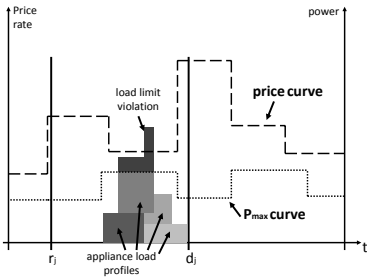 Price
rate
power
load limit
violation
price curve
Pmax curve
t
rj
appliance load
profiles
dj